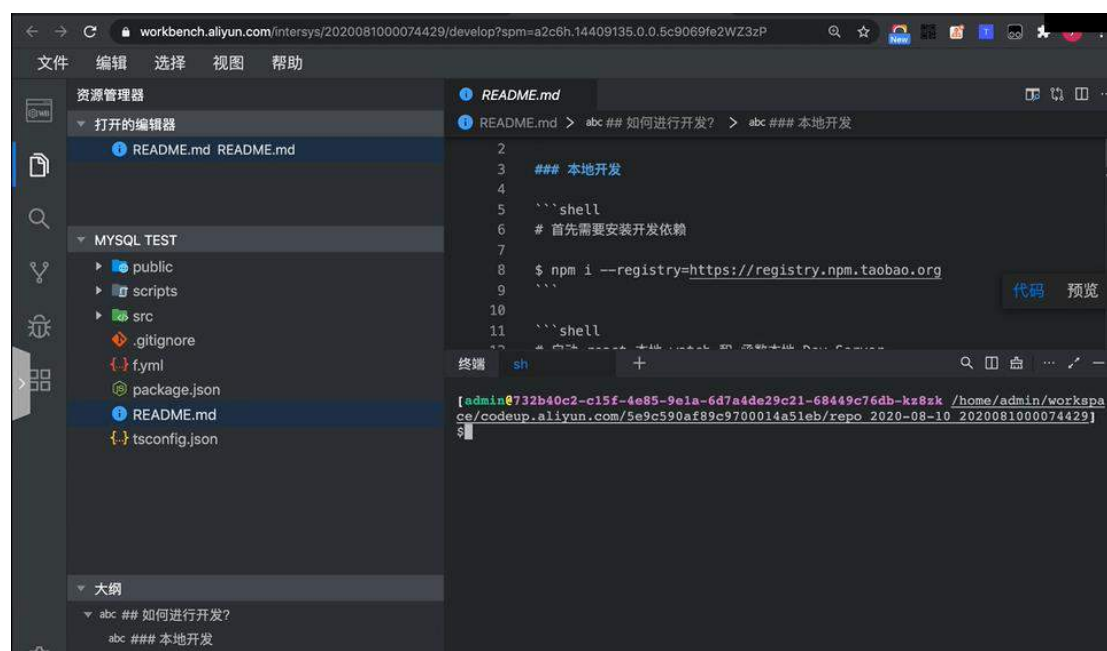 workbench.aliyun.com/intersys/2020081000074429/develop?spm=a2c6h.14409135.0.0.5c9069fe2WZ3zP
New
T
文件 编辑 选择 视图 帮助
资源管理器
打开的编辑器
README.md README.md
MYSQL TEST
public
scripts
src
.gitignore
{..} f.yml
package.json
README.md
{..} tsconfig.json
大纲
abc ## 如何进行开发?
abc ### 本地开发
README.md
README.md > abc ## 如何进行开发? > abc ### 本地开发
2
3 ### 本地开发
4
5 ```shell
6 # 首先需要安装开发依赖
7
8 $ npm i --registry=https://registry.npm.taobao.org
9 ```
10
11 ```shell
代码 预览
终端 sh +
[admin@732b40c2-c15f-4e85-9e1a-6d7a4de29c21-68449c76db-kz8zk /home/admin/workspa
ce/codeup.aliyun.com/5e9c590af89c9700014a51eb/repo_2020-08-10_2020081000074429]
$